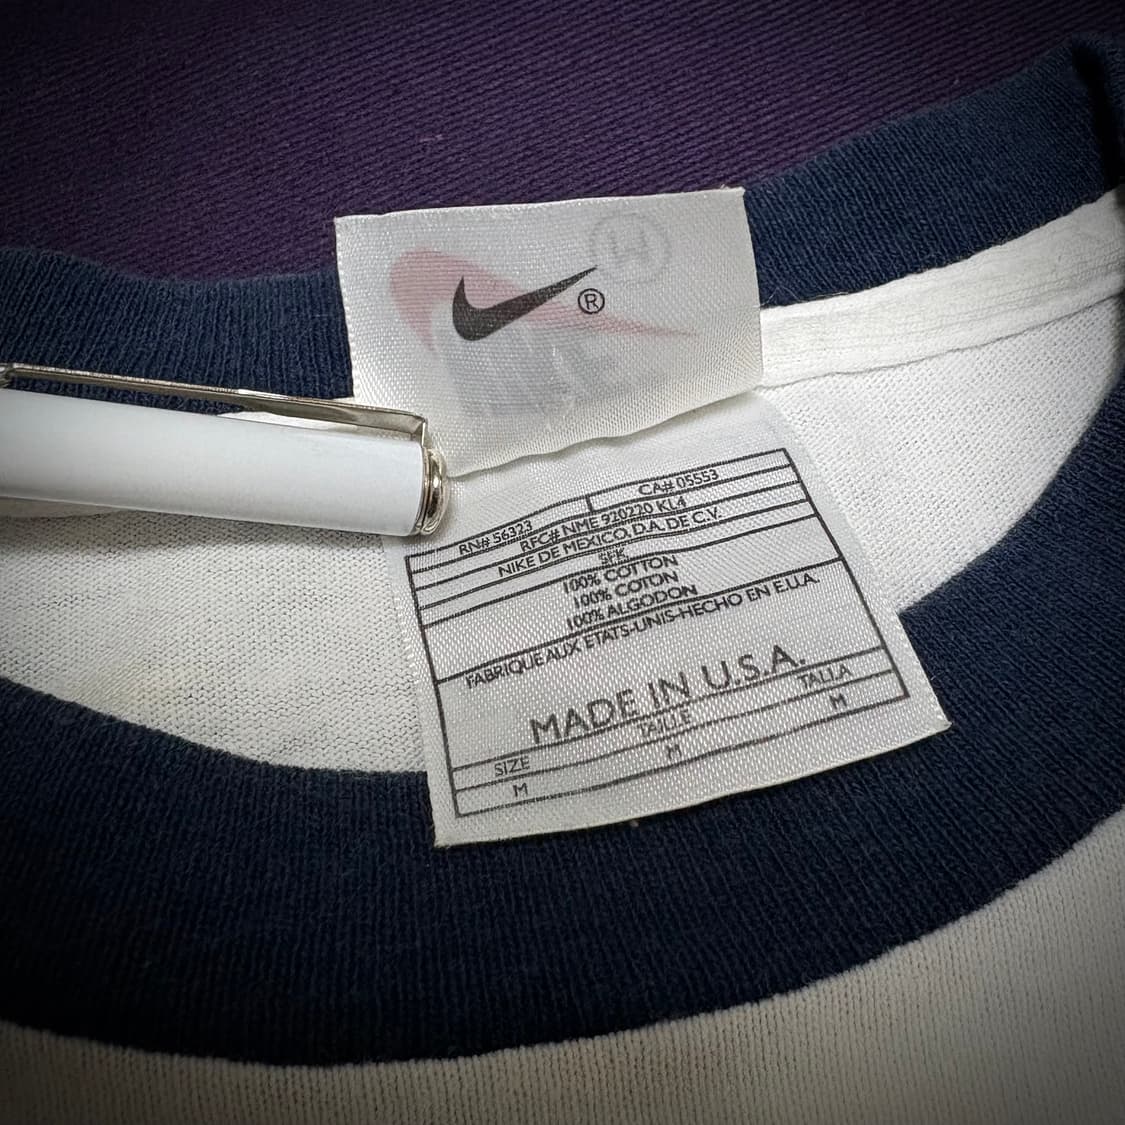 ®
M
NIKE
RN# 56323 CA# 05553
RFC# NME 920220 KL4
NIKE DE MEXICO, D.A. DE C.V.
100% COTTON
100% COTON
100% ALGODON
FABRIQUE AUX ETATS-UNIS-HECHO EN E.U.A.
MADE IN U.S.A.
SIZE TAILLE TALLA
M M M